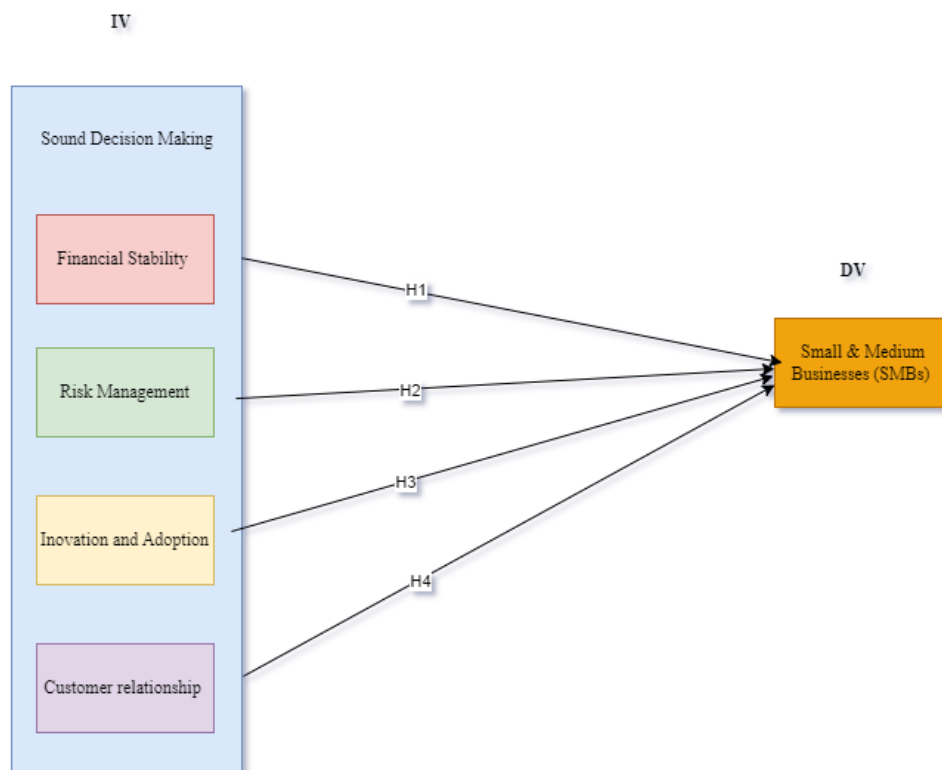 IV
Sound Decision Making
Financial Stability
H1
DV
Small & Medium
Businesses (SMBs)
Risk Management
H2
H3
Inovation and Adoption
H4
Customer relationship